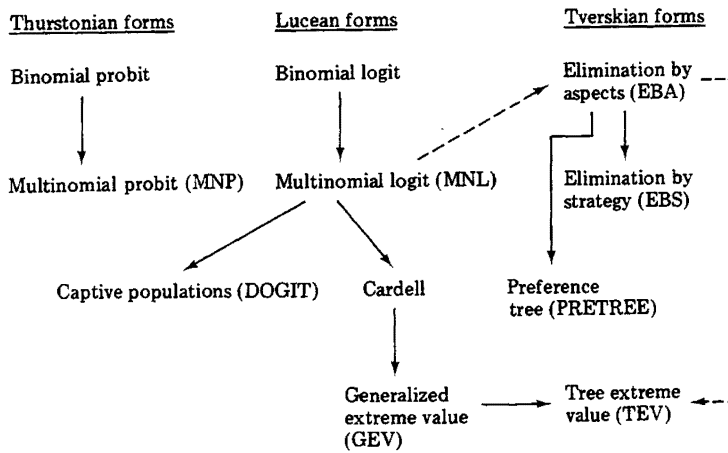 Thurstonian forms
Lucean forms
Tverskian forms
Binomial probit
Binomial logit
Elimination by
aspects (EBA)
Multinomial probit (MNP)
Multinomial logit (MNL)
Elimination by
strategy (EBS)
Captive populations (DOGIT)
Cardell
Preference
tree (PRETREE)
Generalized
extreme value
(GEV)
Tree extreme
value (TEV)